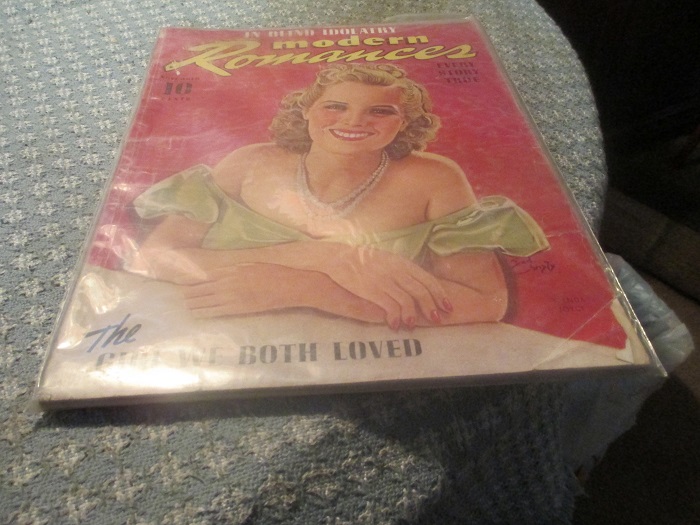 IN BLIND IDOLATRY
modern
Romances
10
CENTS
EVERY
STORY
TRUE
The
GIRL WE BOTH LOVED